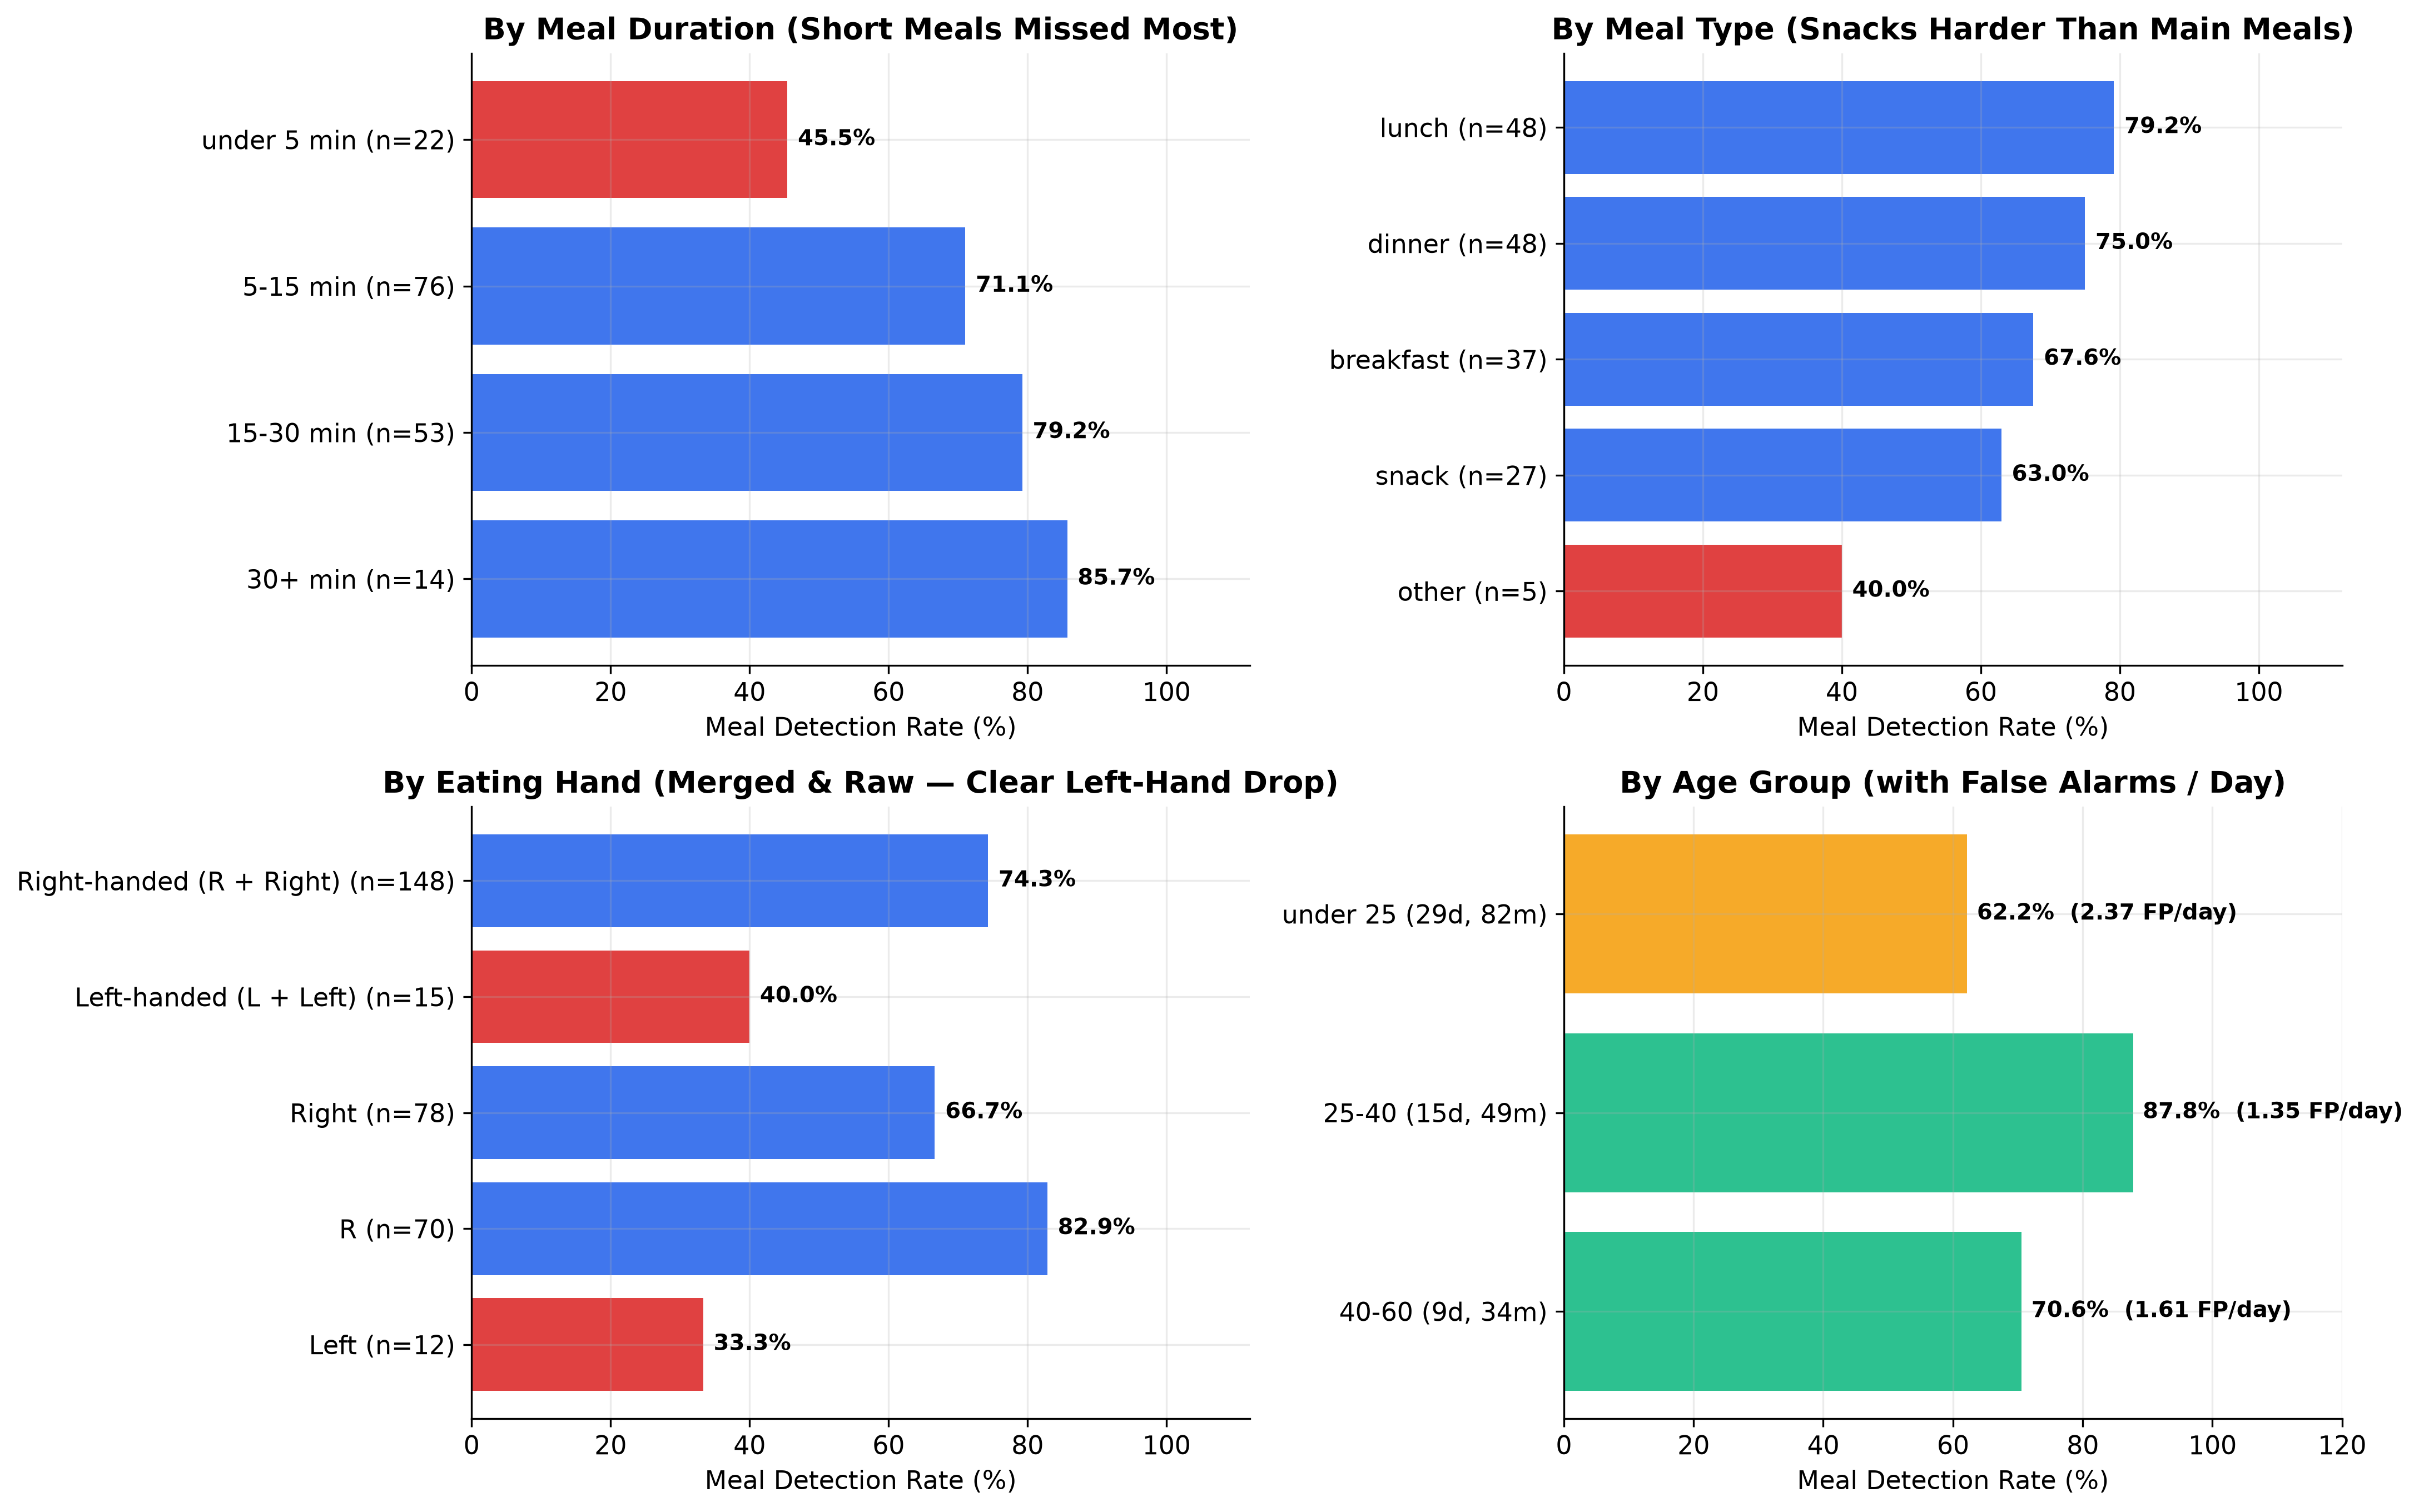 By Meal Duration (Short Meals Missed Most)
under 5 min (n=22)
45.5%
5-15 min (n=76)
71.1%
15-30 min (n=53)
79.2%
30+ min (n=14)
85.7%
0 20 40 60 80 100
Meal Detection Rate (%)
By Meal Type (Snacks Harder Than Main Meals)
lunch (n=48)
79.2%
dinner (n=48)
75.0%
breakfast (n=37)
67.6%
snack (n=27)
63.0%
other (n=5)
40.0%
0 20 40 60 80 100
Meal Detection Rate (%)
By Eating Hand (Merged & Raw — Clear Left-Hand Drop)
Right-handed (R + Right) (n=148)
74.3%
Left-handed (L + Left) (n=15)
40.0%
Right (n=78)
66.7%
R (n=70)
82.9%
Left (n=12)
33.3%
0 20 40 60 80 100
Meal Detection Rate (%)
By Age Group (with False Alarms / Day)
under 25 (29d, 82m)
62.2% (2.37 FP/day)
25-40 (15d, 49m)
87.8% (1.35 FP/day)
40-60 (9d, 34m)
70.6% (1.61 FP/day)
0 20 40 60 80 100 120
Meal Detection Rate (%)